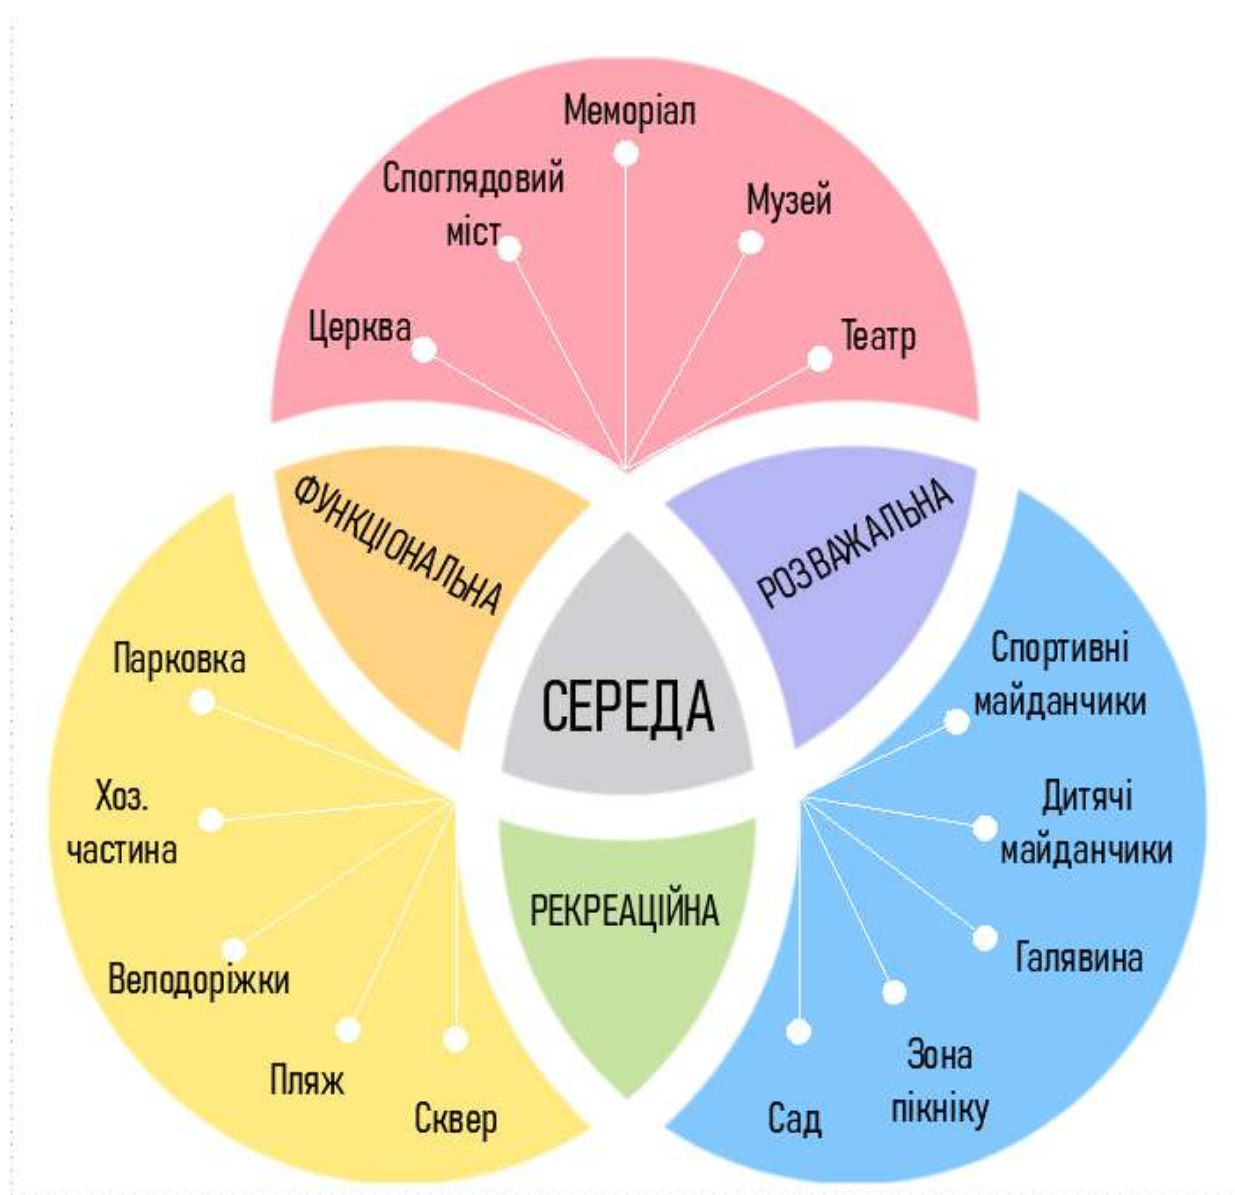 Меморіал
Споглядовий
міст
Музей
Церква
Театр
ФУНКЦІОНАЛЬНА
РОЗВАЖАЛЬНА
СЕРЕДА
РЕКРЕАЦІЙНА
Парковка
Хоз.
частина
Велодоріжки
Пляж
Сквер
Спортивні
майданчики
Дитячі
майданчики
Галявина
Зона
пікніку
Сад